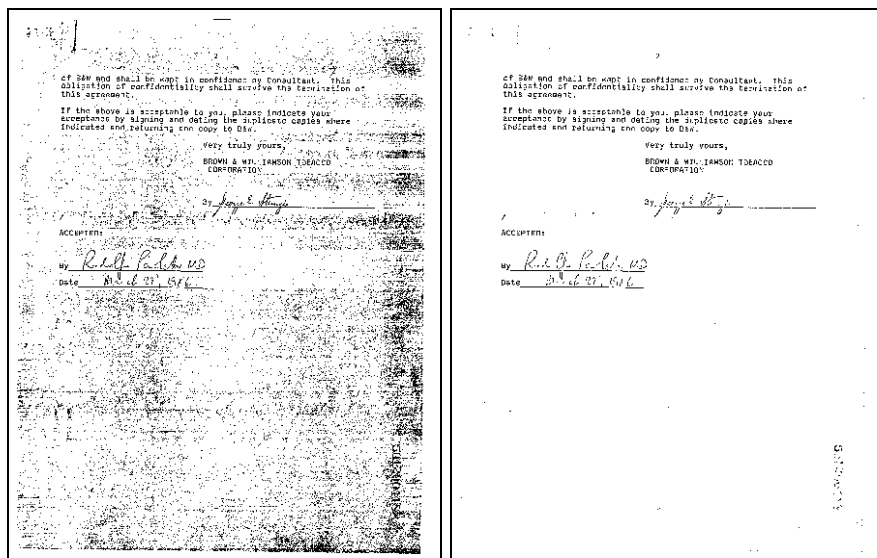 of B&W and shall be kept in confidence by Consultant. This
obligation of confidentiality shall survive the termination of
this agreement.
If the above is acceptable to you, please indicate your
acceptance by signing and dating the duplicate copies where
indicated and returning one copy to B&W.
Very truly yours,
BROWN & WILLIAMSON TOBACCO
CORPORATION
By George E.
ACCEPTED:
By M.D
Date
of B&W and shall be kept in confidence by Consultant. This
obligation of confidentiality shall survive the termination of
this agreement.
If the above is acceptable to you, please indicate your
acceptance by signing and dating the duplicate copies where
indicated and returning one copy to B&W.
Very truly yours,
BROWN & WILLIAMSON TOBACCO
CORPORATION
By
ACCEPTED:
By M.D
Date